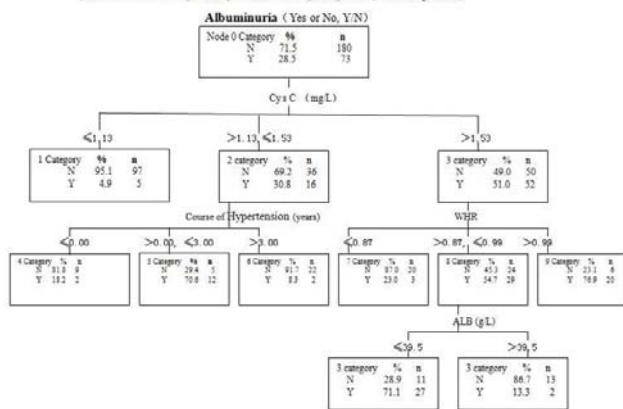 Albuminuria (Yes or No, Y/N)
Node 0 Category % n
N 71.5 180
Y 28.5 73
Cys C (mg/L)
≤1.13 >1.13, ≤1.53 >1.53
1 Category % n 2 category % n 3 category % n
N 95.1 97 N 69.2 36 N 49.0 50
Y 4.9 5 Y 30.8 16 Y 51.0 52
Course of Hypertension (years) WHR
≤0.00 >0.00, ≤3.00 >3.00 ≤0.87 >0.87, ≤0.99 >0.99
4 Category % n 5 Category % n 6 Category % n 7 Category % n 8 Category % n 9 Category % n
N 81.8 9 N 29.4 5 N 91.7 22 N 87.0 20 N 45.3 24 N 23.1 6
Y 18.2 2 Y 70.6 12 Y 8.3 2 Y 23.0 3 Y 54.7 29 Y 76.9 20
ALB (g/L)
≤39.5 >39.5
3 category % n 3 category % n
N 28.9 11 N 86.7 13
Y 71.1 27 Y 13.3 2